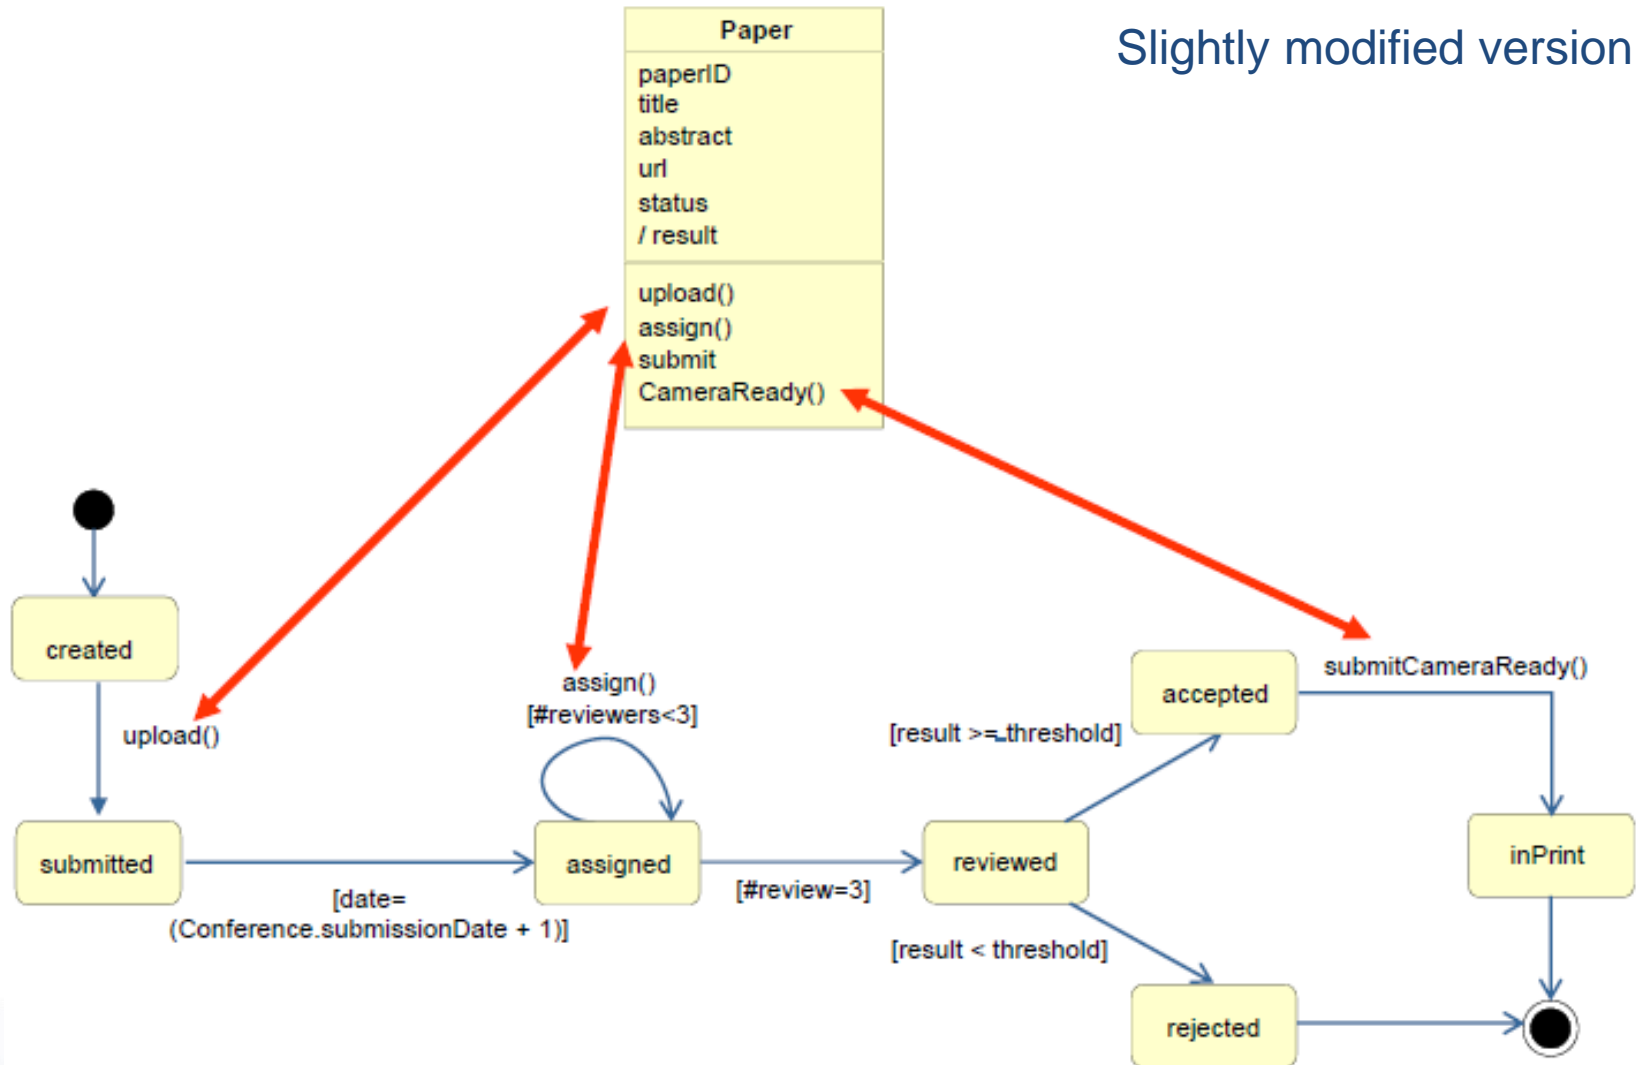 Slightly modified version
Paper
paperID
title
abstract
url
status
/ result
upload()
assign()
submit
CameraReady()
created
upload()
submitted
[date=
(Conference.submissionDate + 1)]
assign()
[#reviewers<3]
assigned
[#review=3]
reviewed
[result >= threshold]
[result < threshold]
accepted
submitCameraReady()
inPrint
rejected